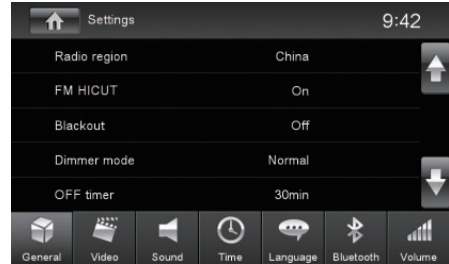 Settings 9:42
Radio region China
FM HICUT On
Blackout Off
Dimmer mode Normal
OFF timer 30min
General Video Sound Time Language Bluetooth Volume